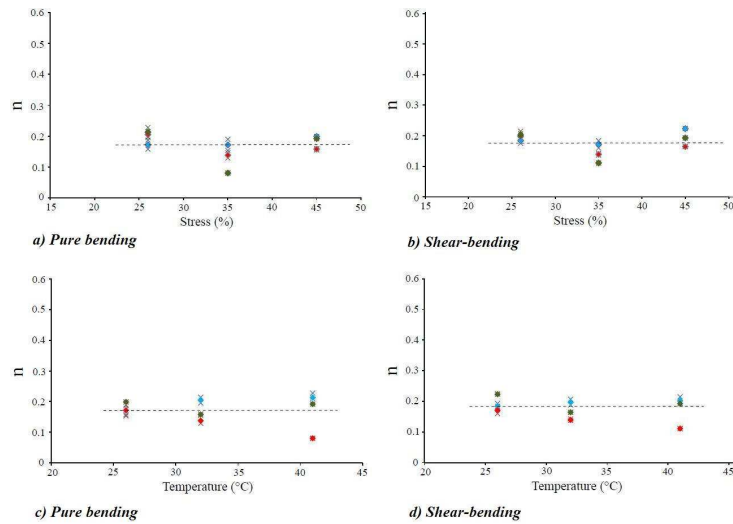 0.6
0.5
0.4
0.3
0.2
0.1
0
n
15 20 25 30 35 40 45 50
Stress (%)
a) Pure bending
0.6
0.5
0.4
0.3
0.2
0.1
0
n
15 20 25 30 35 40 45 50
Stress (%)
b) Shear-bending
0.6
0.5
0.4
0.3
0.2
0.1
0
n
20 25 30 35 40 45
Temperature (°C)
c) Pure bending
0.6
0.5
0.4
0.3
0.2
0.1
0
n
20 25 30 35 40 45
Temperature (°C)
d) Shear-bending